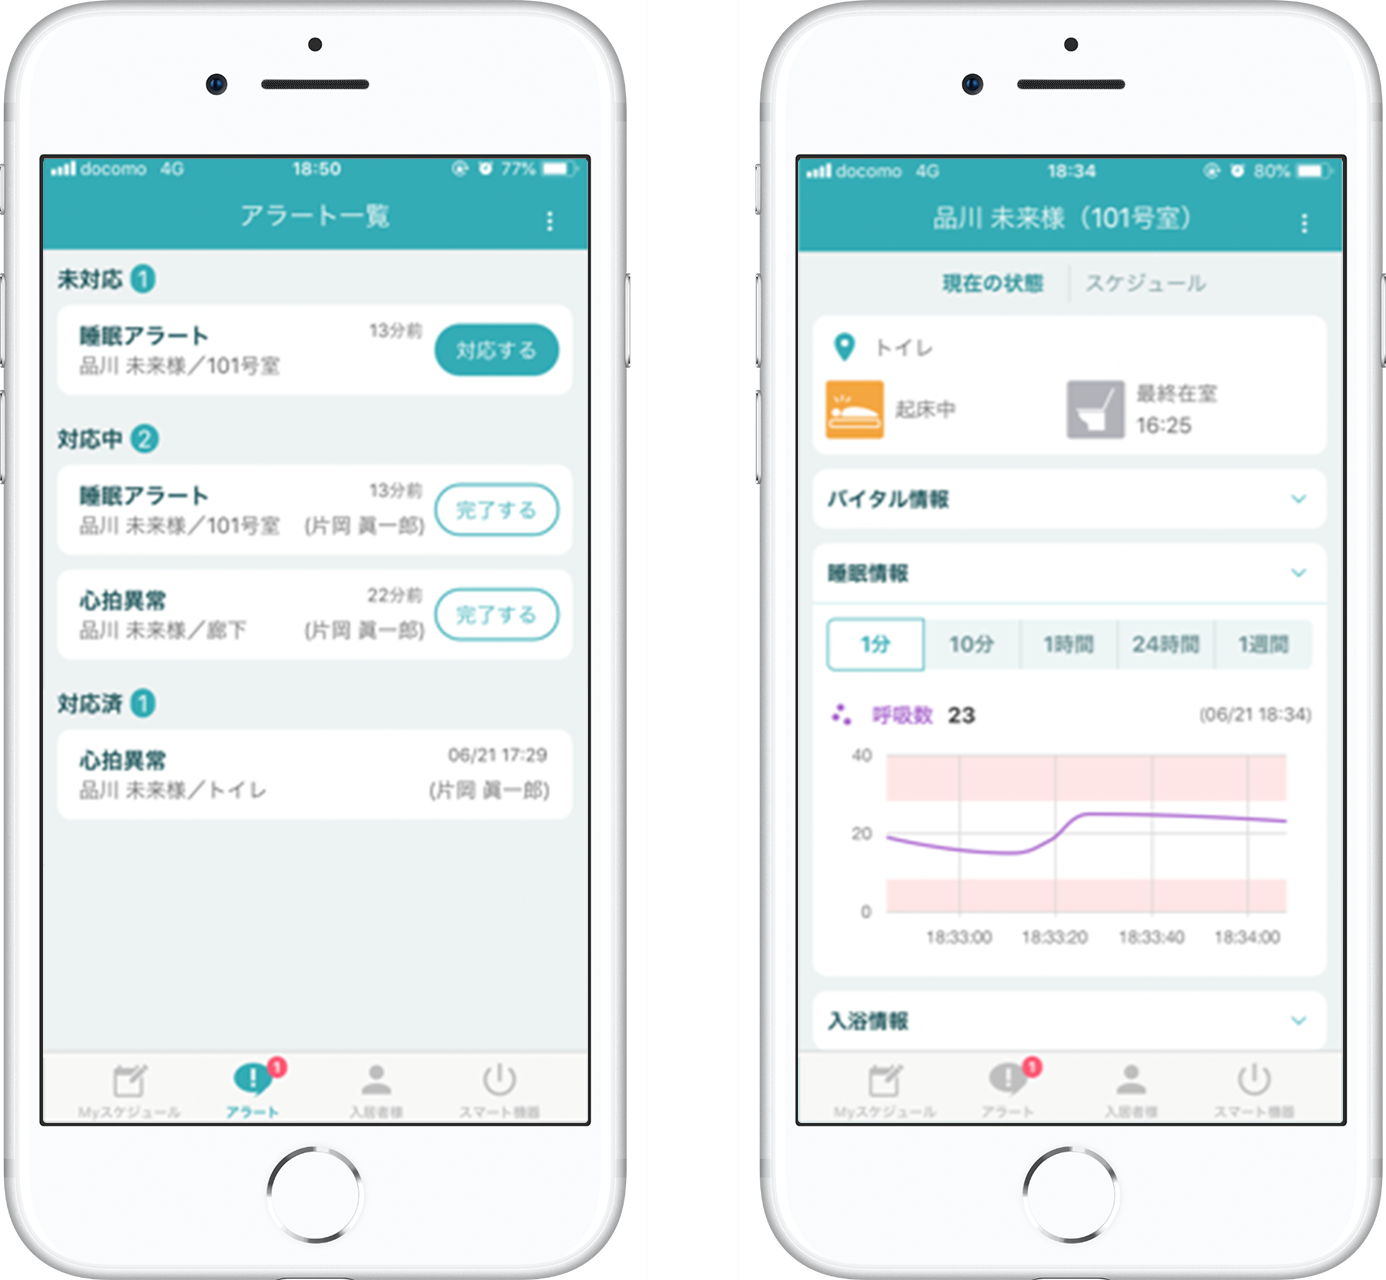 docomo 4G 18:50 77%
アラート一覧
未対応 1
睡眠アラート 13分前 対応する
品川 未来様／101号室
対応中 2
睡眠アラート 13分前 完了する
品川 未来様／101号室 (片岡 眞一郎)
心拍異常 22分前 完了する
品川 未来様／廊下 (片岡 眞一郎)
対応済 1
心拍異常 06/21 17:29
品川 未来様／トイレ (片岡 眞一郎)
1
Myスケジュール アラート 入居者様 スマート機器
docomo 4G 18:34 80%
品川 未来様（101号室）
現在の状態 スケジュール
トイレ
起床中 最終在室
16:25
バイタル情報
睡眠情報
1分 10分 1時間 24時間 1週間
呼吸数 23 (06/21 18:34)
40
20
0
18:33:00 18:33:20 18:33:40 18:34:00
入浴情報
1
Myスケジュール アラート 入居者様 スマート機器